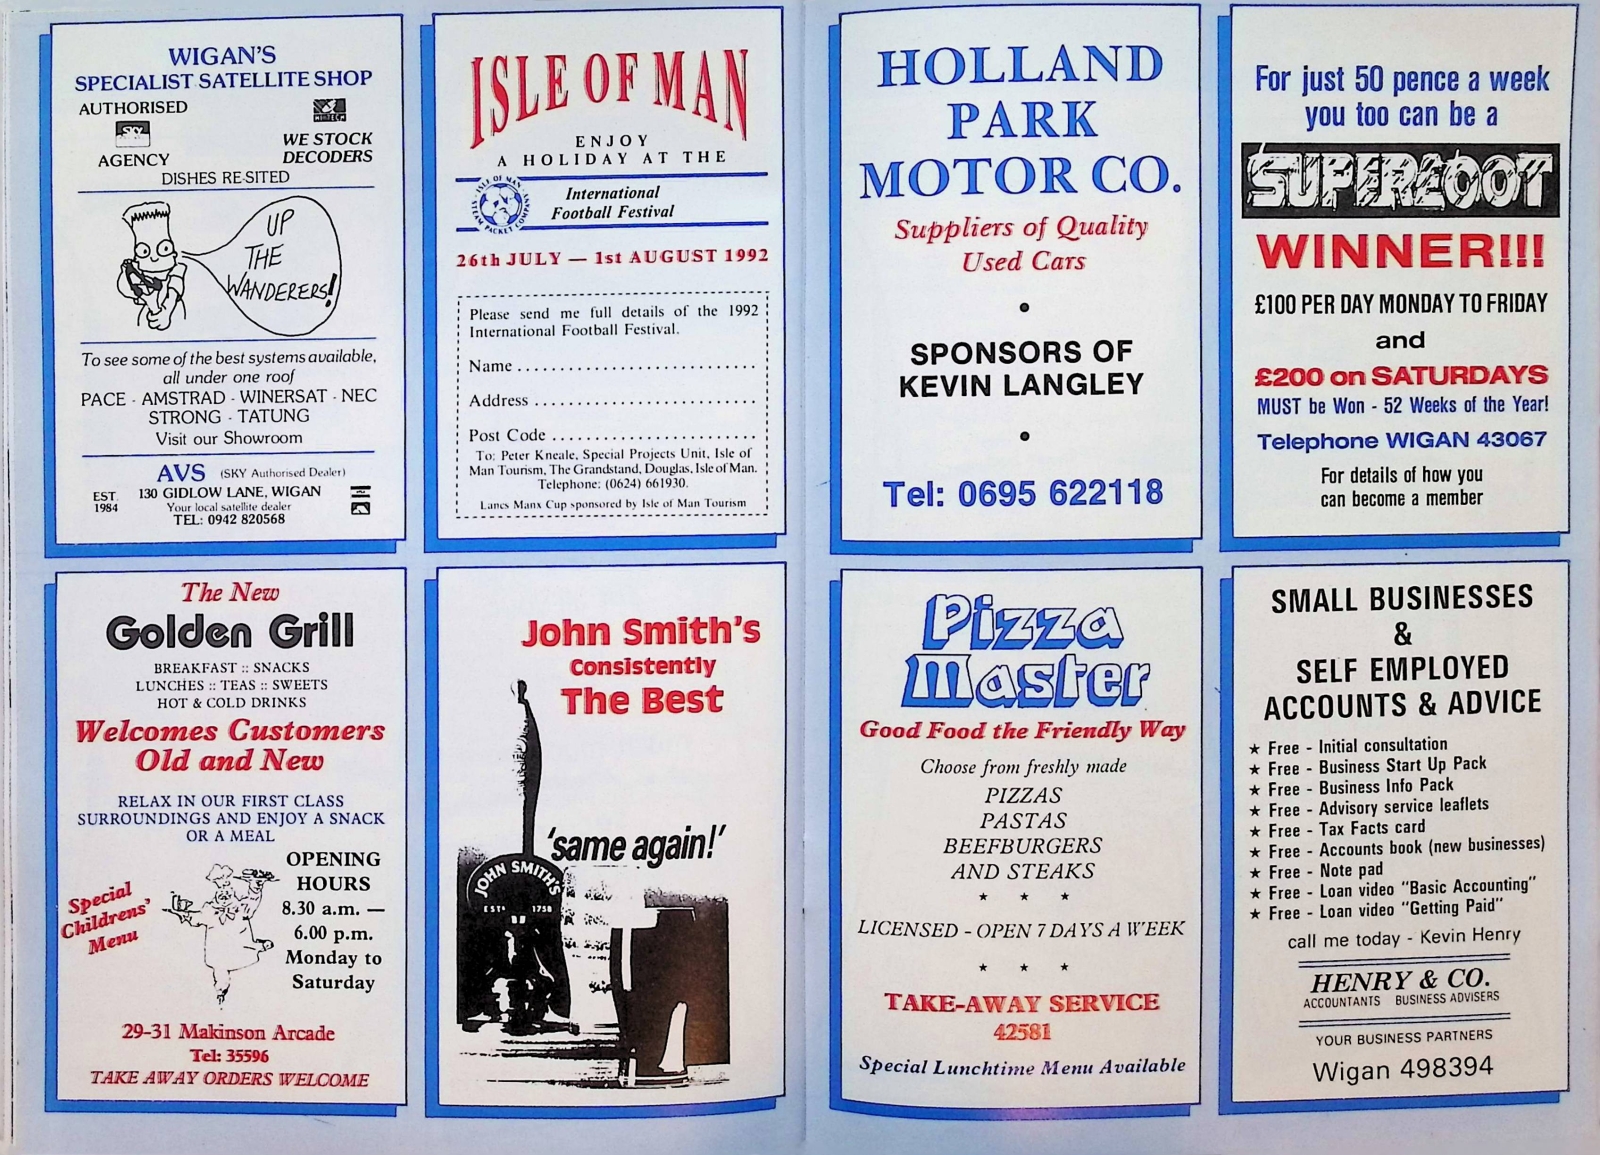 WIGAN'S
SPECIALIST SATELLITE SHOP
AUTHORISED
SKY
AGENCY
WE STOCK
DECODERS
DISHES RE-SITED
UP
THE
WANDERERS!
To see some of the best systems available,
all under one roof
PACE - AMSTRAD - WINERSAT - NEC
STRONG - TATUNG
Visit our Showroom
AVS (SKY Authorised Dealer)
EST. 1984
130 GIDLOW LANE, WIGAN
Your local satellite dealer
TEL: 0942 820568
ISLE OF MAN
ENJOY
A HOLIDAY AT THE
ISLE OF MAN
STEAM PACKET COMPANY
International
Football Festival
26th JULY — 1st AUGUST 1992
Please send me full details of the 1992
International Football Festival.
Name ..............................
Address ............................
Post Code ..........................
To: Peter Kneale, Special Projects Unit, Isle of
Man Tourism, The Grandstand, Douglas, Isle of Man.
Telephone: (0624) 661930.
Lancs Manx Cup sponsored by Isle of Man Tourism
HOLLAND
PARK
MOTOR CO.
Suppliers of Quality
Used Cars
•
SPONSORS OF
KEVIN LANGLEY
•
Tel: 0695 622118
For just 50 pence a week
you too can be a
SUPERZOOT
WINNER!!!
£100 PER DAY MONDAY TO FRIDAY
and
£200 on SATURDAYS
MUST be Won - 52 Weeks of the Year!
Telephone WIGAN 43067
For details of how you
can become a member
The New
Golden Grill
BREAKFAST :: SNACKS
LUNCHES :: TEAS :: SWEETS
HOT & COLD DRINKS
Welcomes Customers
Old and New
RELAX IN OUR FIRST CLASS
SURROUNDINGS AND ENJOY A SNACK
OR A MEAL
Special
Childrens'
Menu
OPENING
HOURS
8.30 a.m. —
6.00 p.m.
Monday to
Saturday
29-31 Makinson Arcade
Tel: 35596
TAKE AWAY ORDERS WELCOME
John Smith's
Consistently
The Best
'same again!'
JOHN SMITH'S
ESTD 1758
Pizza
Master
Good Food the Friendly Way
Choose from freshly made
PIZZAS
PASTAS
BEEFBURGERS
AND STEAKS
* * *
LICENSED - OPEN 7 DAYS A WEEK
* * *
TAKE-AWAY SERVICE
42581
Special Lunchtime Menu Available
SMALL BUSINESSES
&
SELF EMPLOYED
ACCOUNTS & ADVICE
★ Free - Initial consultation
★ Free - Business Start Up Pack
★ Free - Business Info Pack
★ Free - Advisory service leaflets
★ Free - Tax Facts card
★ Free - Accounts book (new businesses)
★ Free - Note pad
★ Free - Loan video "Basic Accounting"
★ Free - Loan video "Getting Paid"
call me today - Kevin Henry
HENRY & CO.
ACCOUNTANTS BUSINESS ADVISERS
YOUR BUSINESS PARTNERS
Wigan 498394